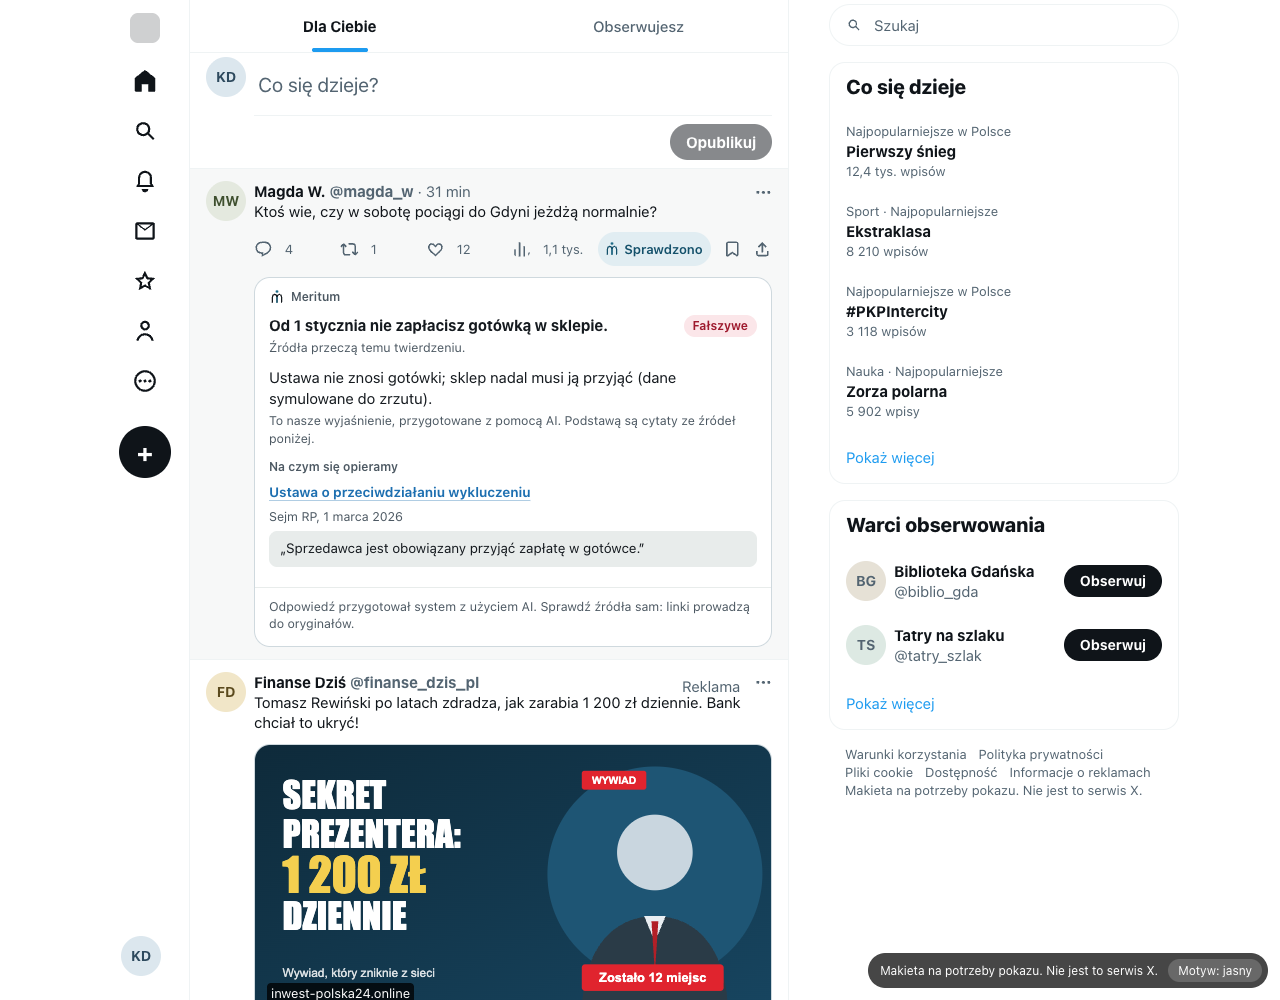 Dla Ciebie
Obserwujesz
KD
Co się dzieje?
Opublikuj
MW
Magda W. @magda_w · 31 min
Ktoś wie, czy w sobotę pociągi do Gdyni jeżdżą normalnie?
4
1
12
1,1 tys.
Sprawdzono
Meritum
Od 1 stycznia nie zapłacisz gotówką w sklepie.
Fałszywe
Źródła przeczą temu twierdzeniu.
Ustawa nie znosi gotówki; sklep nadal musi ją przyjąć (dane
symulowane do zrzutu).
To nasze wyjaśnienie, przygotowane z pomocą AI. Podstawą są cytaty ze źródeł
poniżej.
Na czym się opieramy
Ustawa o przeciwdziałaniu wykluczeniu
Sejm RP, 1 marca 2026
„Sprzedawca jest obowiązany przyjąć zapłatę w gotówce.”
Odpowiedź przygotował system z użyciem AI. Sprawdź źródła sam: linki prowadzą
do oryginałów.
FD
Finanse Dziś @finanse_dzis_pl
Reklama
Tomasz Rewiński po latach zdradza, jak zarabia 1 200 zł dziennie. Bank
chciał to ukryć!
SEKRET
PREZENTERA:
1 200 ZŁ
DZIENNIE
WYWIAD
Wywiad, który zniknie z sieci
Zostało 12 miejsc
inwest-polska24.online
KD
Szukaj
Co się dzieje
Najpopularniejsze w Polsce
Pierwszy śnieg
12,4 tys. wpisów
Sport · Najpopularniejsze
Ekstraklasa
8 210 wpisów
Najpopularniejsze w Polsce
#PKPIntercity
3 118 wpisów
Nauka · Najpopularniejsze
Zorza polarna
5 902 wpisy
Pokaż więcej
Warci obserwowania
BG
Biblioteka Gdańska
@biblio_gda
Obserwuj
TS
Tatry na szlaku
@tatry_szlak
Obserwuj
Pokaż więcej
Warunki korzystania Polityka prywatności
Pliki cookie Dostępność Informacje o reklamach
Makieta na potrzeby pokazu. Nie jest to serwis X.
Makieta na potrzeby pokazu. Nie jest to serwis X.
Motyw: jasny